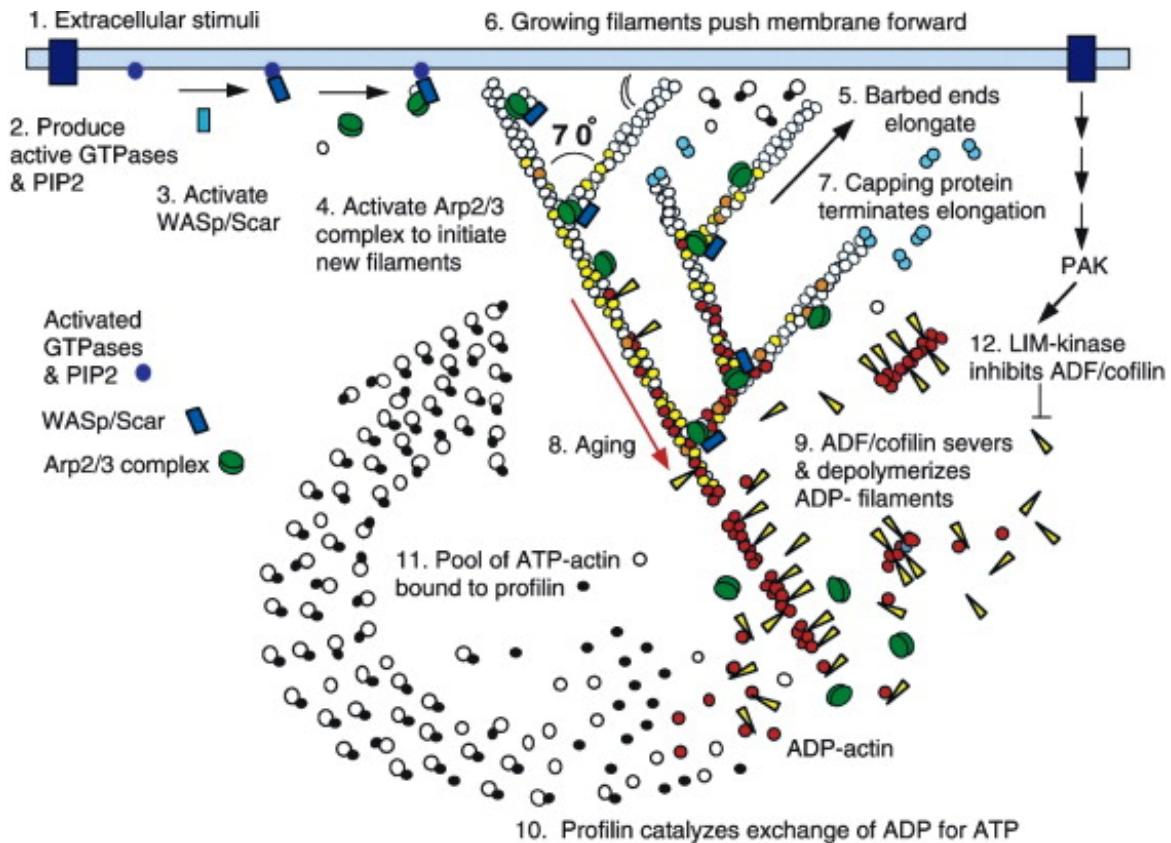 1. Extracellular stimuli
6. Growing filaments push membrane forward
2. Produce
active GTPases
& PIP2
3. Activate
WASp/Scar
4. Activate Arp2/3
complex to initiate
new filaments
70°
5. Barbed ends
elongate
7. Capping protein
terminates elongation
PAK
12. LIM-kinase
inhibits ADF/cofilin
Activated
GTPases
& PIP2
WASp/Scar
Arp2/3 complex
8. Aging
9. ADF/cofilin severs
& depolymerizes
ADP- filaments
11. Pool of ATP-actin
bound to profilin
ADP-actin
10. Profilin catalyzes exchange of ADP for ATP